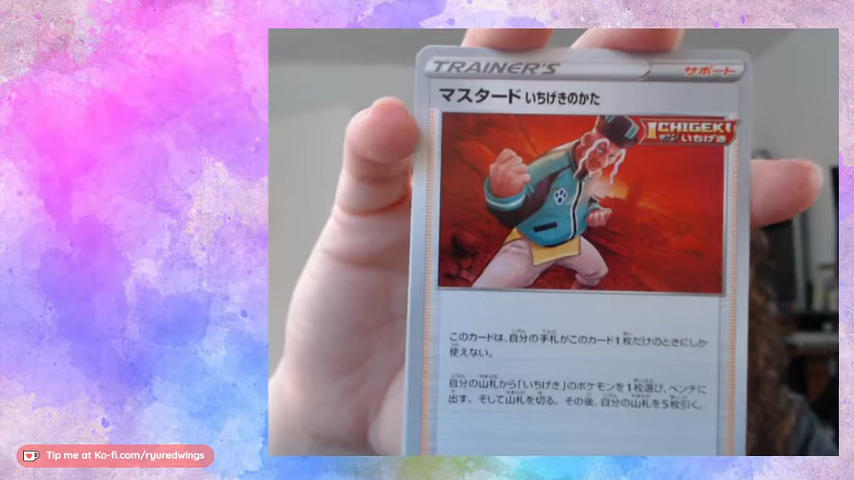 TRAINER'S
サポート
マスタード いちげきのかた
ICHIGEKI
いちげき
このカードは、自分の手札がこのカード1枚だけのときにしか
使えない。
自分の山札から「いちげき」のポケモンを1枚選び、ベンチに
出す。そして山札を切る。その後、自分の山札を5枚引く。
Tip me at Ko-fi.com/ryuredwings